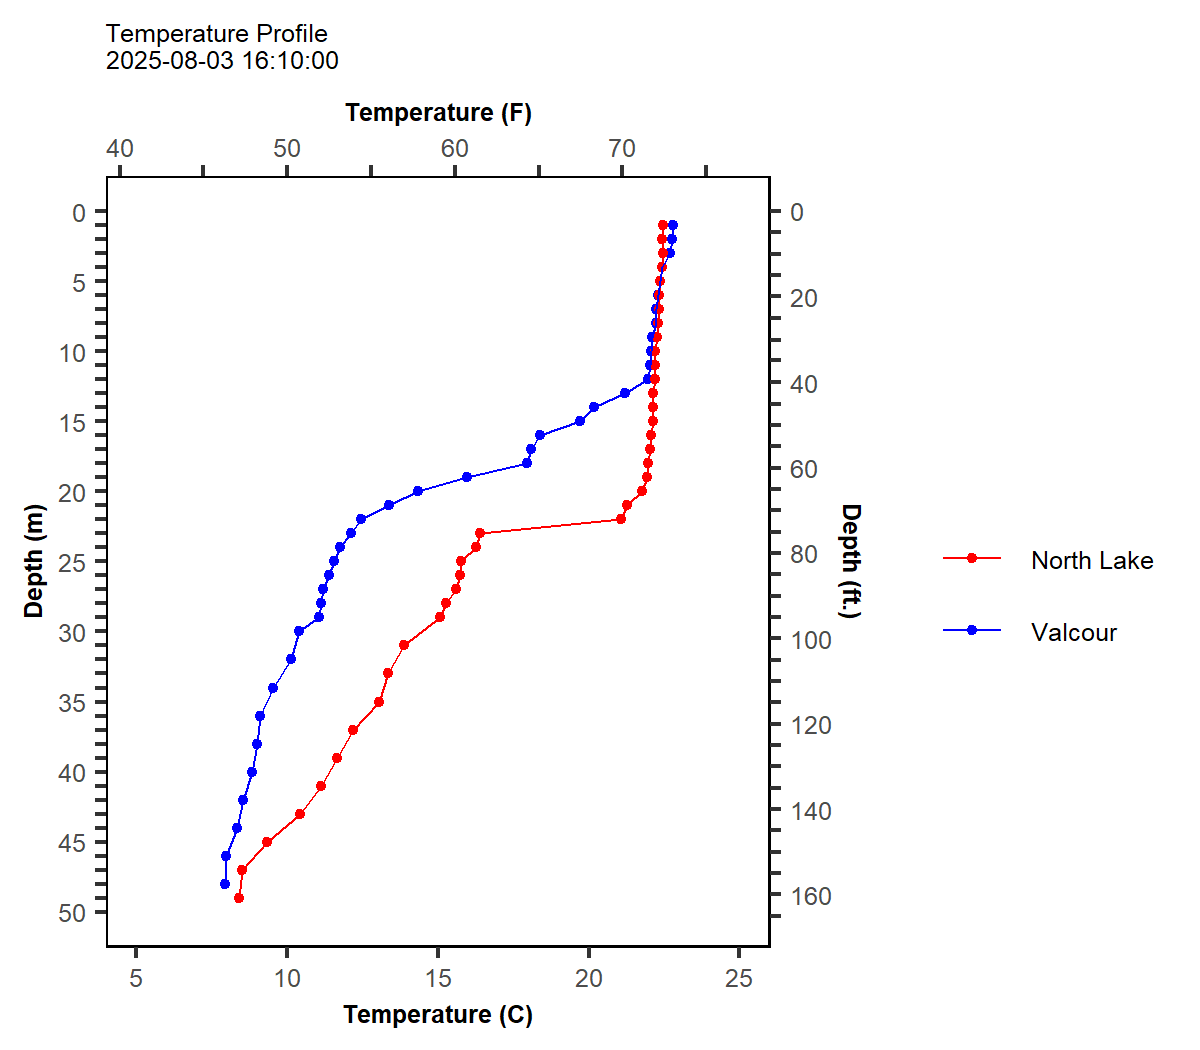 Temperature Profile
2025-08-03 16:10:00
Temperature (F)
40 50 60 70
0
5
10
15
20
25
30
35
40
45
50
Depth (m)
0
20
40
60
80
100
120
140
160
Depth (ft.)
North Lake
Valcour
5 10 15 20 25
Temperature (C)